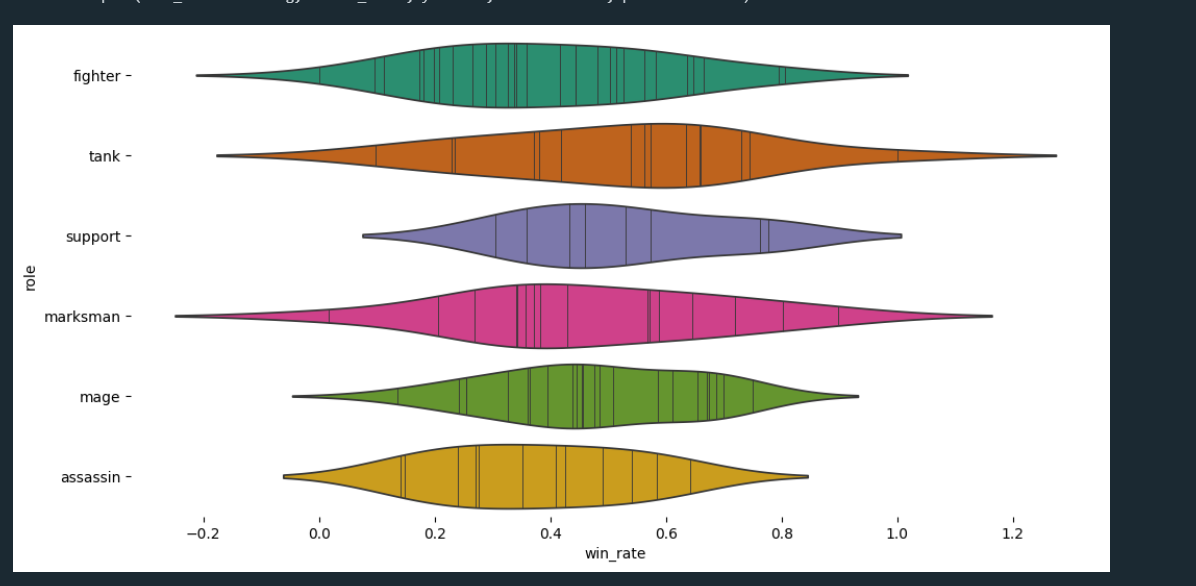 fighter
tank
support
role
marksman
mage
assassin
−0.2 0.0 0.2 0.4 0.6 0.8 1.0 1.2
win_rate